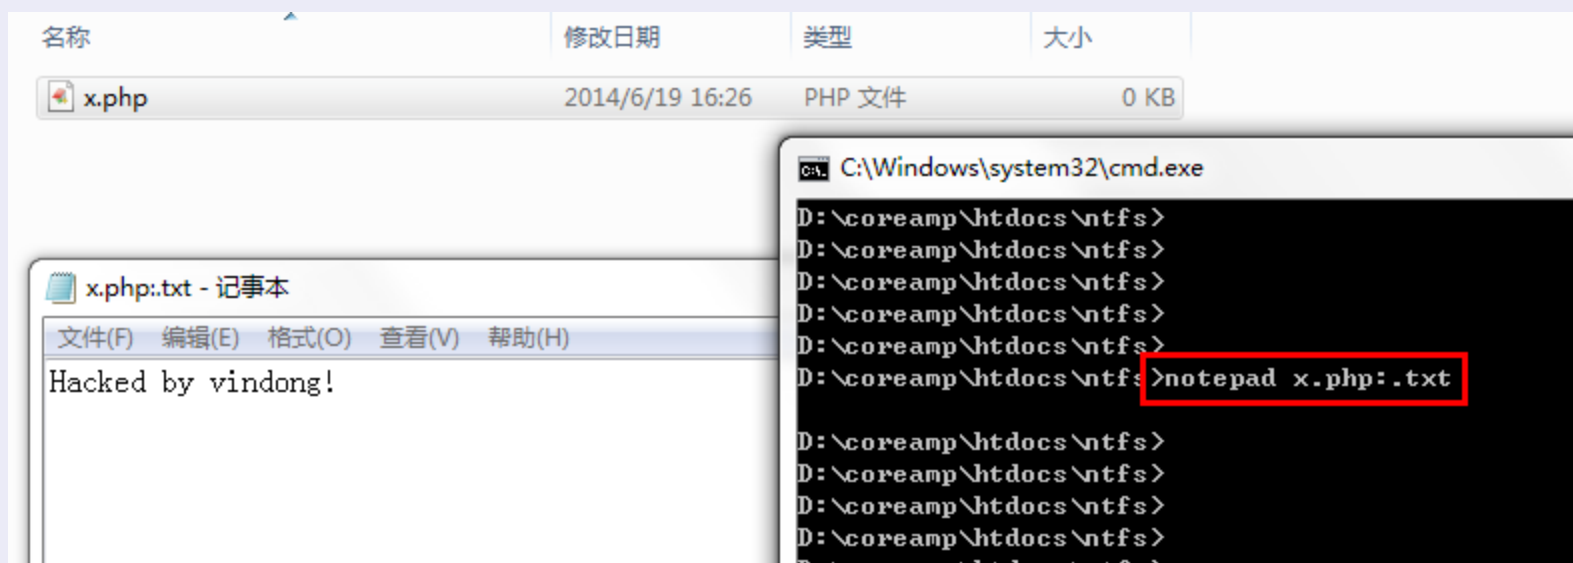 名称 修改日期 类型 大小
x.php 2014/6/19 16:26 PHP 文件 0 KB
C:\Windows\system32\cmd.exe
D:\coreamp\htdocs\ntfs>
D:\coreamp\htdocs\ntfs>
D:\coreamp\htdocs\ntfs>
D:\coreamp\htdocs\ntfs>
D:\coreamp\htdocs\ntfs>
D:\coreamp\htdocs\ntfs>notepad x.php:.txt
D:\coreamp\htdocs\ntfs>
D:\coreamp\htdocs\ntfs>
D:\coreamp\htdocs\ntfs>
D:\coreamp\htdocs\ntfs>
x.php:.txt - 记事本
文件(F) 编辑(E) 格式(O) 查看(V) 帮助(H)
Hacked by vindong!